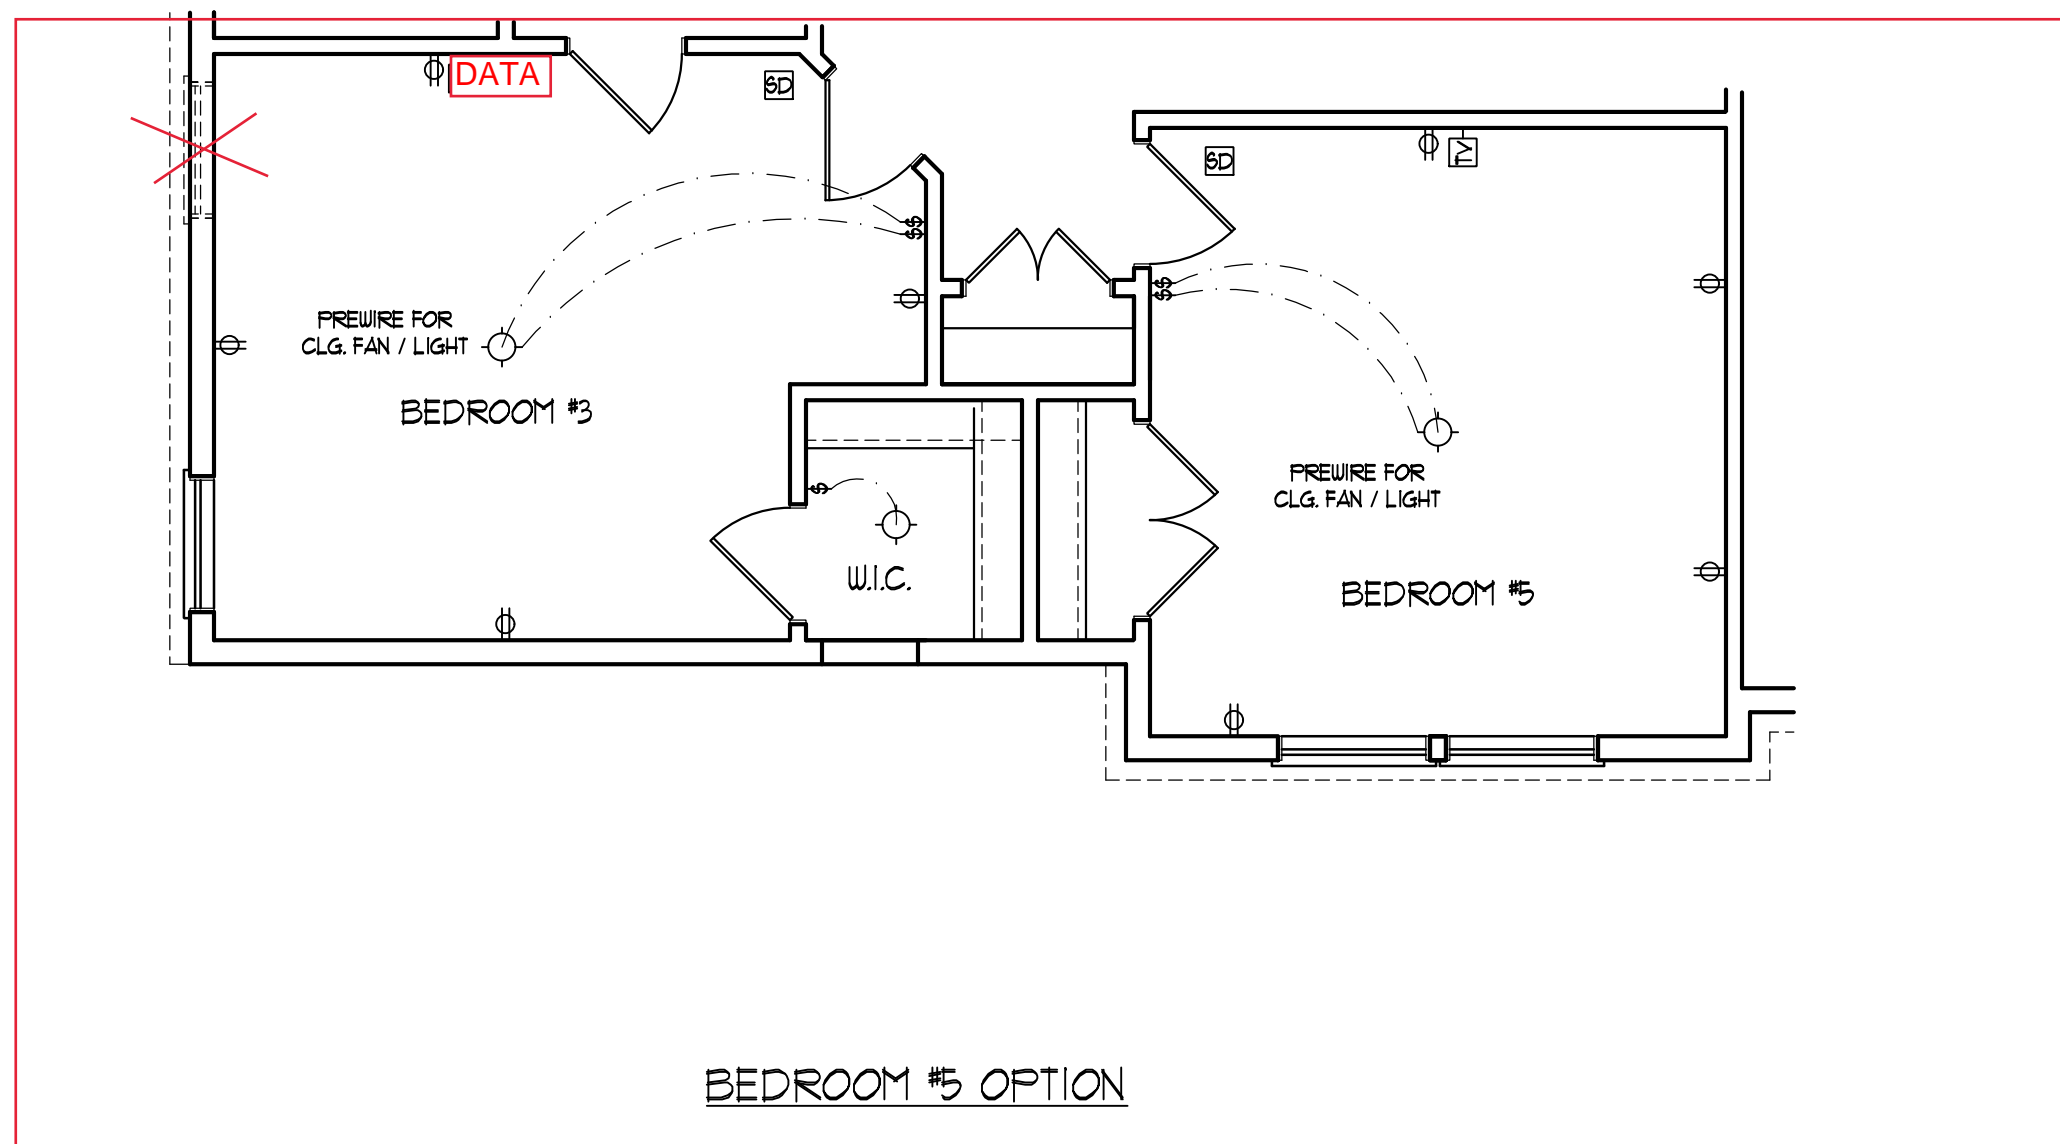 DATA
SD
SD
TV
$
$
$
$
PREWIRE FOR
CLG. FAN / LIGHT
BEDROOM #3
$
W.I.C.
PREWIRE FOR
CLG. FAN / LIGHT
BEDROOM #5
BEDROOM #5 OPTION